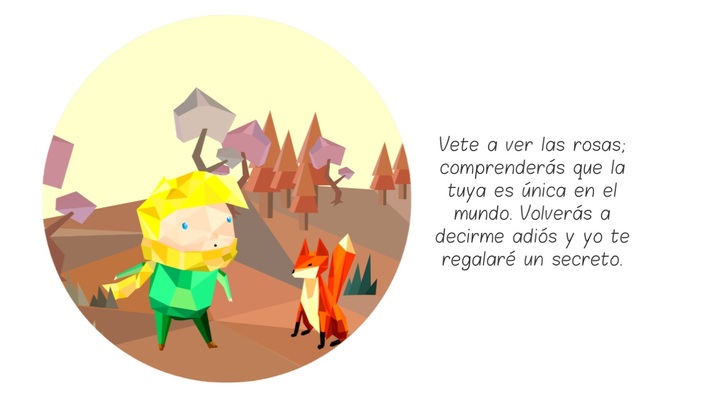 Vete a ver las rosas;
comprenderás que la
tuya es única en el
mundo. Volverás a
decirme adiós y yo te
regalaré un secreto.